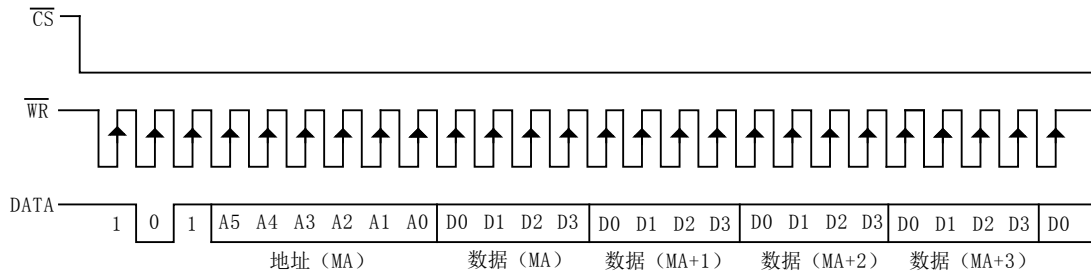 CS
WR
DATA 1 0 1 A5 A4 A3 A2 A1 A0 D0 D1 D2 D3 D0 D1 D2 D3 D0 D1 D2 D3 D0 D1 D2 D3 D0
地址（MA） 数据（MA） 数据（MA+1） 数据（MA+2） 数据（MA+3）